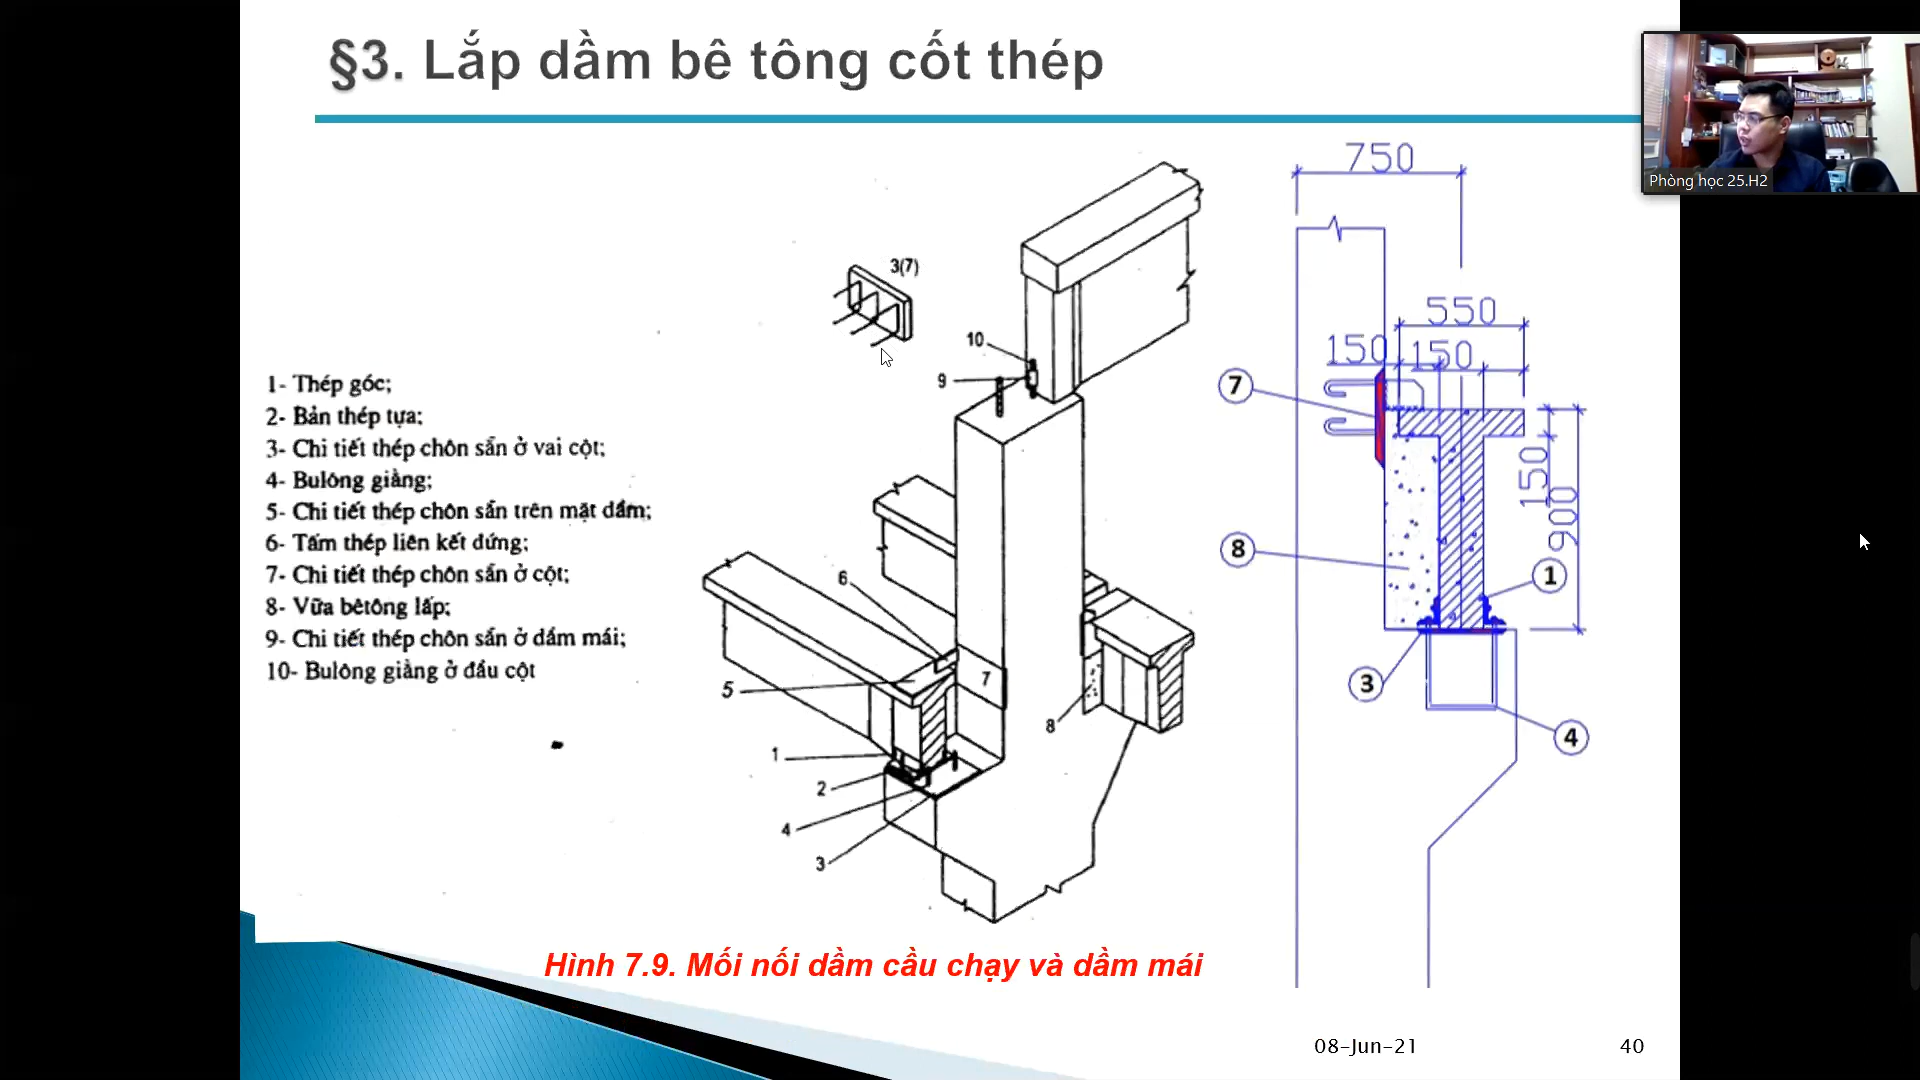 §3. Lắp dầm bê tông cốt thép
Phòng học 25.H2
1- Thép góc;
2- Bản thép tựa;
3- Chi tiết thép chôn sẵn ở vai cột;
4- Bulông giằng;
5- Chi tiết thép chôn sẵn trên mặt dầm;
6- Tấm thép liên kết đứng;
7- Chi tiết thép chôn sẵn ở cột;
8- Vữa bêtông lấp;
9- Chi tiết thép chôn sẵn ở dầm mái;
10- Bulông giằng ở đầu cột
3(7)
10
9
6
5
7
8
1
2
4
3
750
550
150
150
7
150
900
8
1
3
4
Hình 7.9. Mối nối dầm cầu chạy và dầm mái
08-Jun-21
40